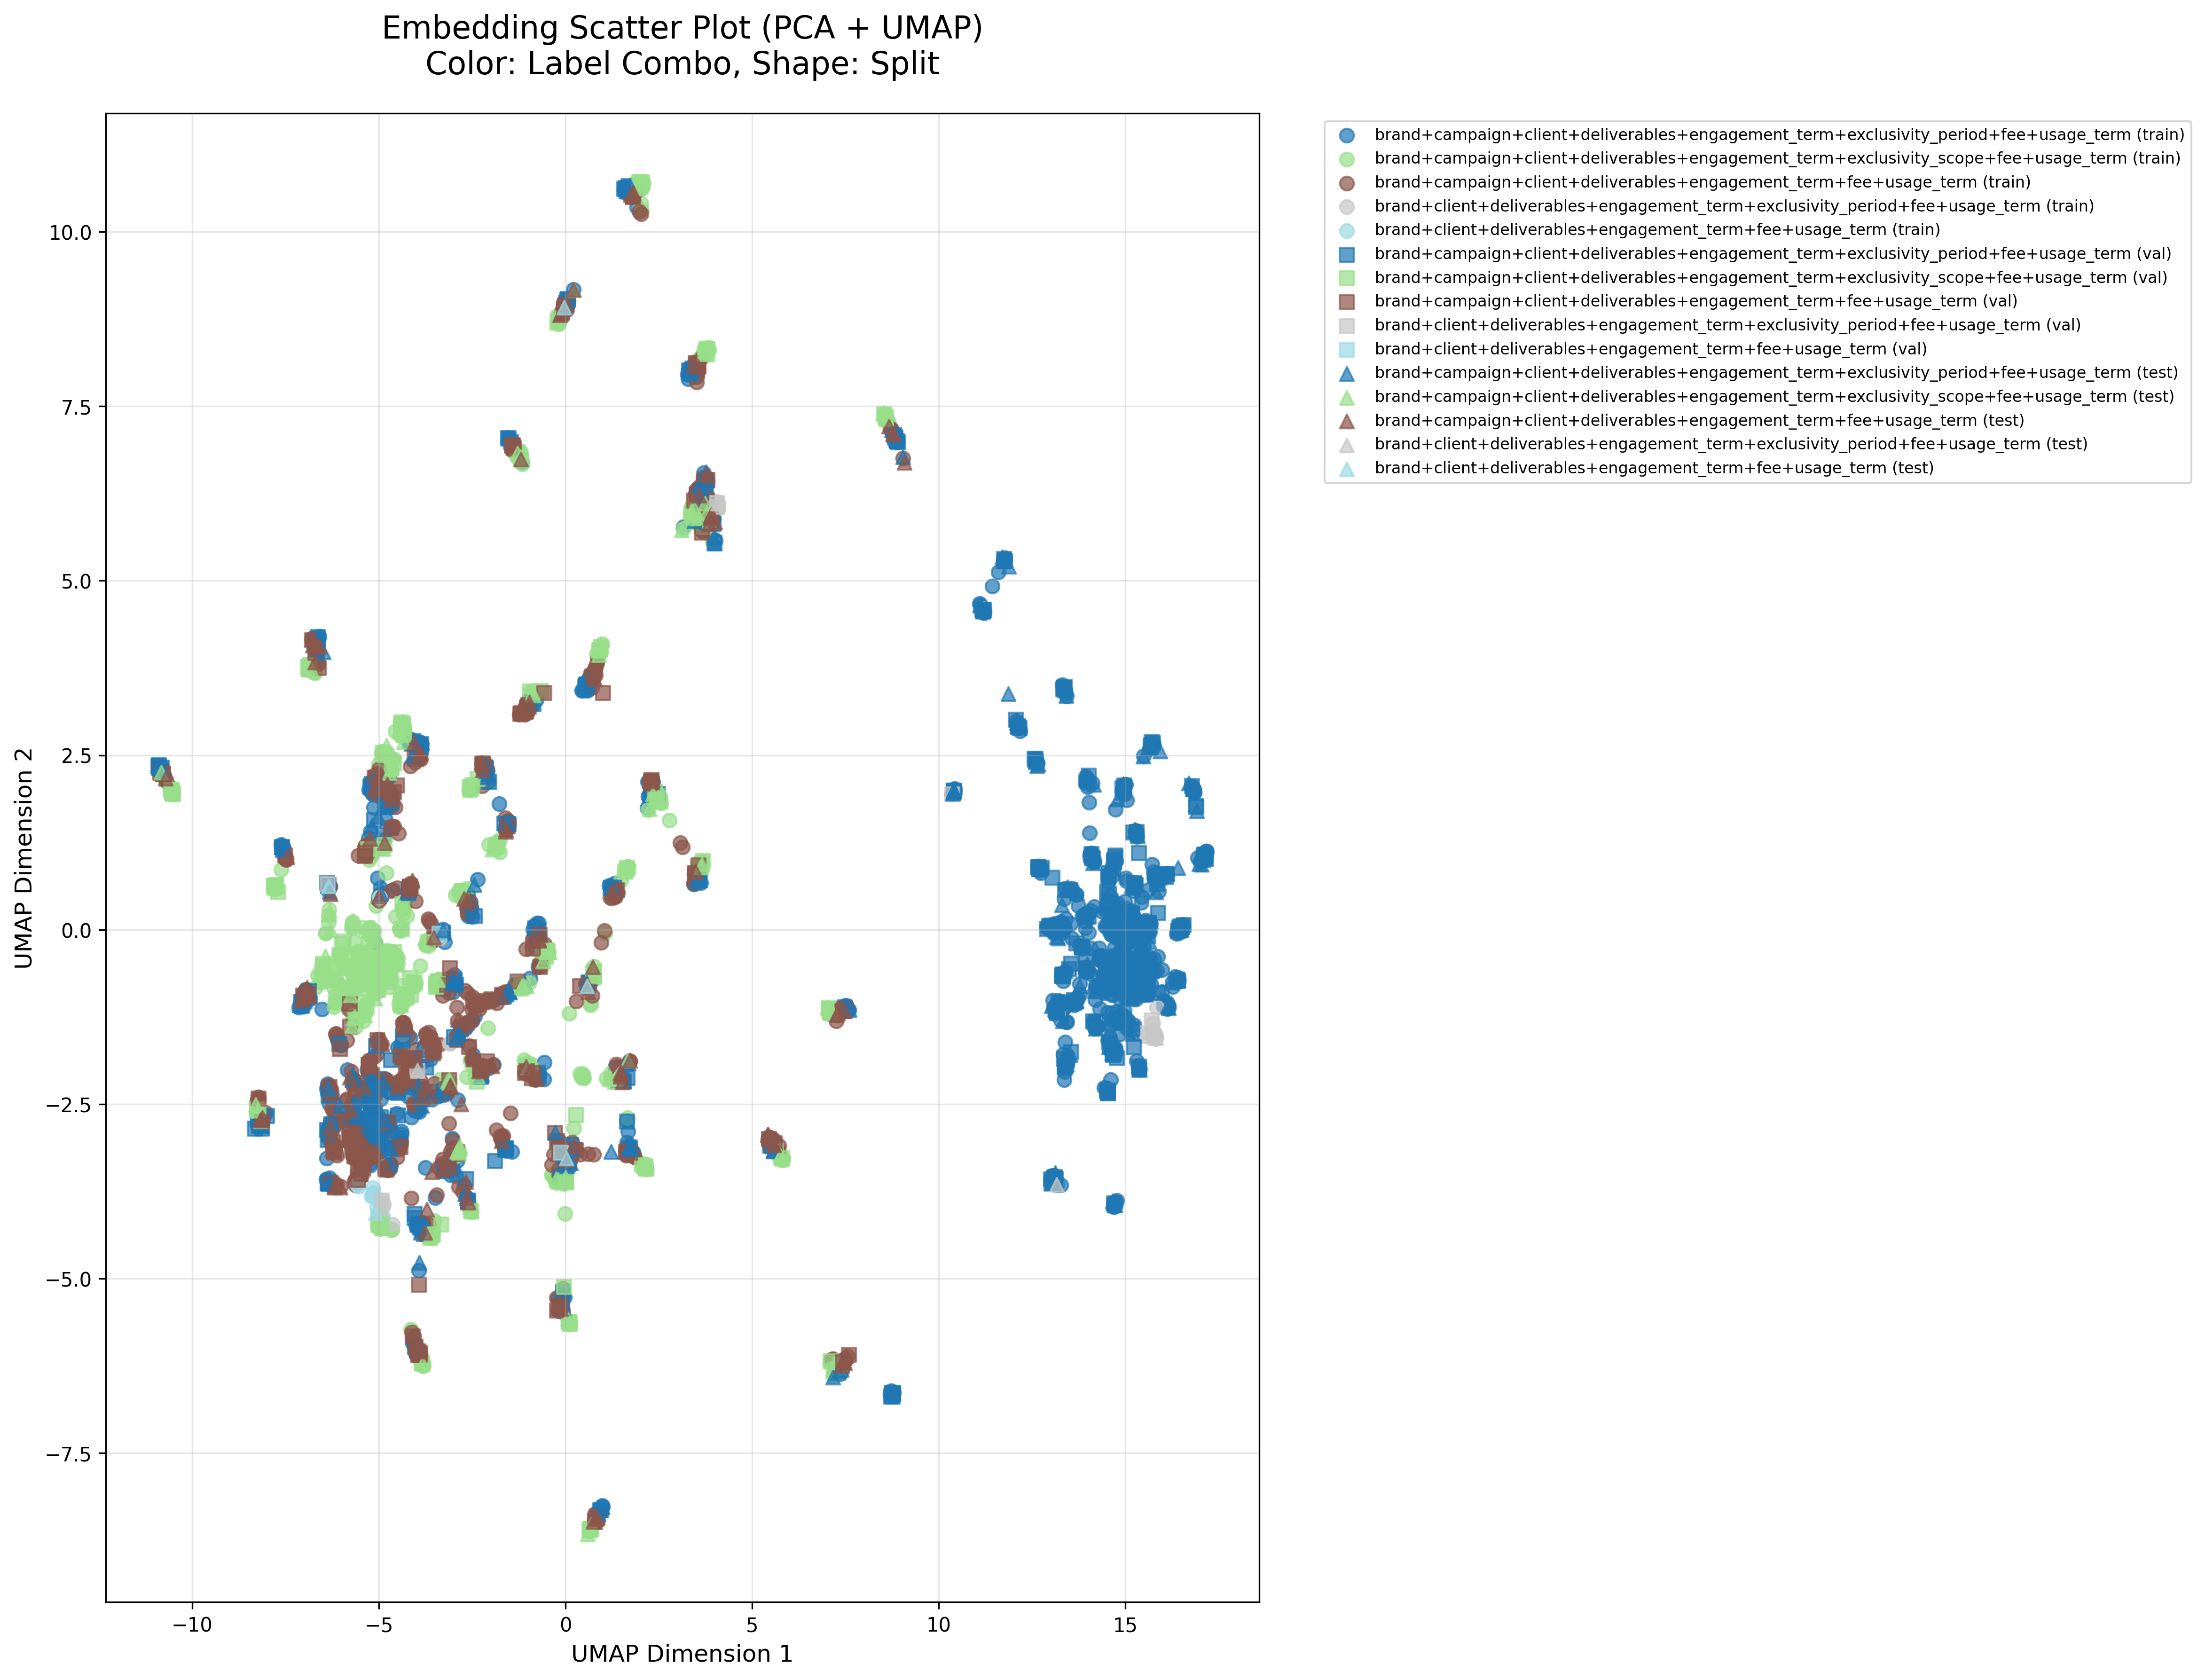 Embedding Scatter Plot (PCA + UMAP)
Color: Label Combo, Shape: Split
UMAP Dimension 2
10.0
7.5
5.0
2.5
0.0
−2.5
−5.0
−7.5
−10
−5
0
5
10
15
UMAP Dimension 1
brand+campaign+client+deliverables+engagement_term+exclusivity_period+fee+usage_term (train)
brand+campaign+client+deliverables+engagement_term+exclusivity_scope+fee+usage_term (train)
brand+campaign+client+deliverables+engagement_term+fee+usage_term (train)
brand+client+deliverables+engagement_term+exclusivity_period+fee+usage_term (train)
brand+client+deliverables+engagement_term+fee+usage_term (train)
brand+campaign+client+deliverables+engagement_term+exclusivity_period+fee+usage_term (val)
brand+campaign+client+deliverables+engagement_term+exclusivity_scope+fee+usage_term (val)
brand+campaign+client+deliverables+engagement_term+fee+usage_term (val)
brand+client+deliverables+engagement_term+exclusivity_period+fee+usage_term (val)
brand+client+deliverables+engagement_term+fee+usage_term (val)
brand+campaign+client+deliverables+engagement_term+exclusivity_period+fee+usage_term (test)
brand+campaign+client+deliverables+engagement_term+exclusivity_scope+fee+usage_term (test)
brand+campaign+client+deliverables+engagement_term+fee+usage_term (test)
brand+client+deliverables+engagement_term+exclusivity_period+fee+usage_term (test)
brand+client+deliverables+engagement_term+fee+usage_term (test)